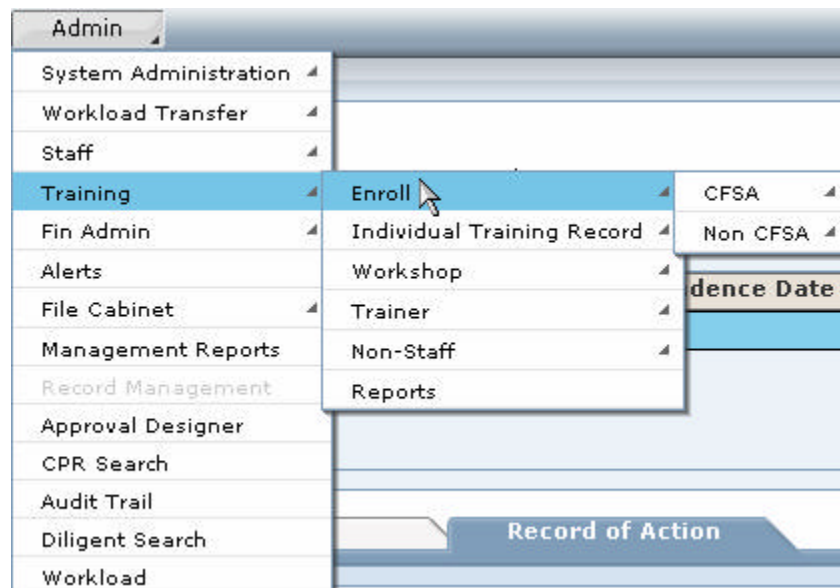 Admin
System Administration
Workload Transfer
Staff
Training
Fin Admin
Alerts
File Cabinet
Management Reports
Record Management
Approval Designer
CPR Search
Audit Trail
Diligent Search
Workload
Enroll
Individual Training Record
Workshop
Trainer
Non-Staff
Reports
CFSA
Non CFSA
dence Date
Record of Action